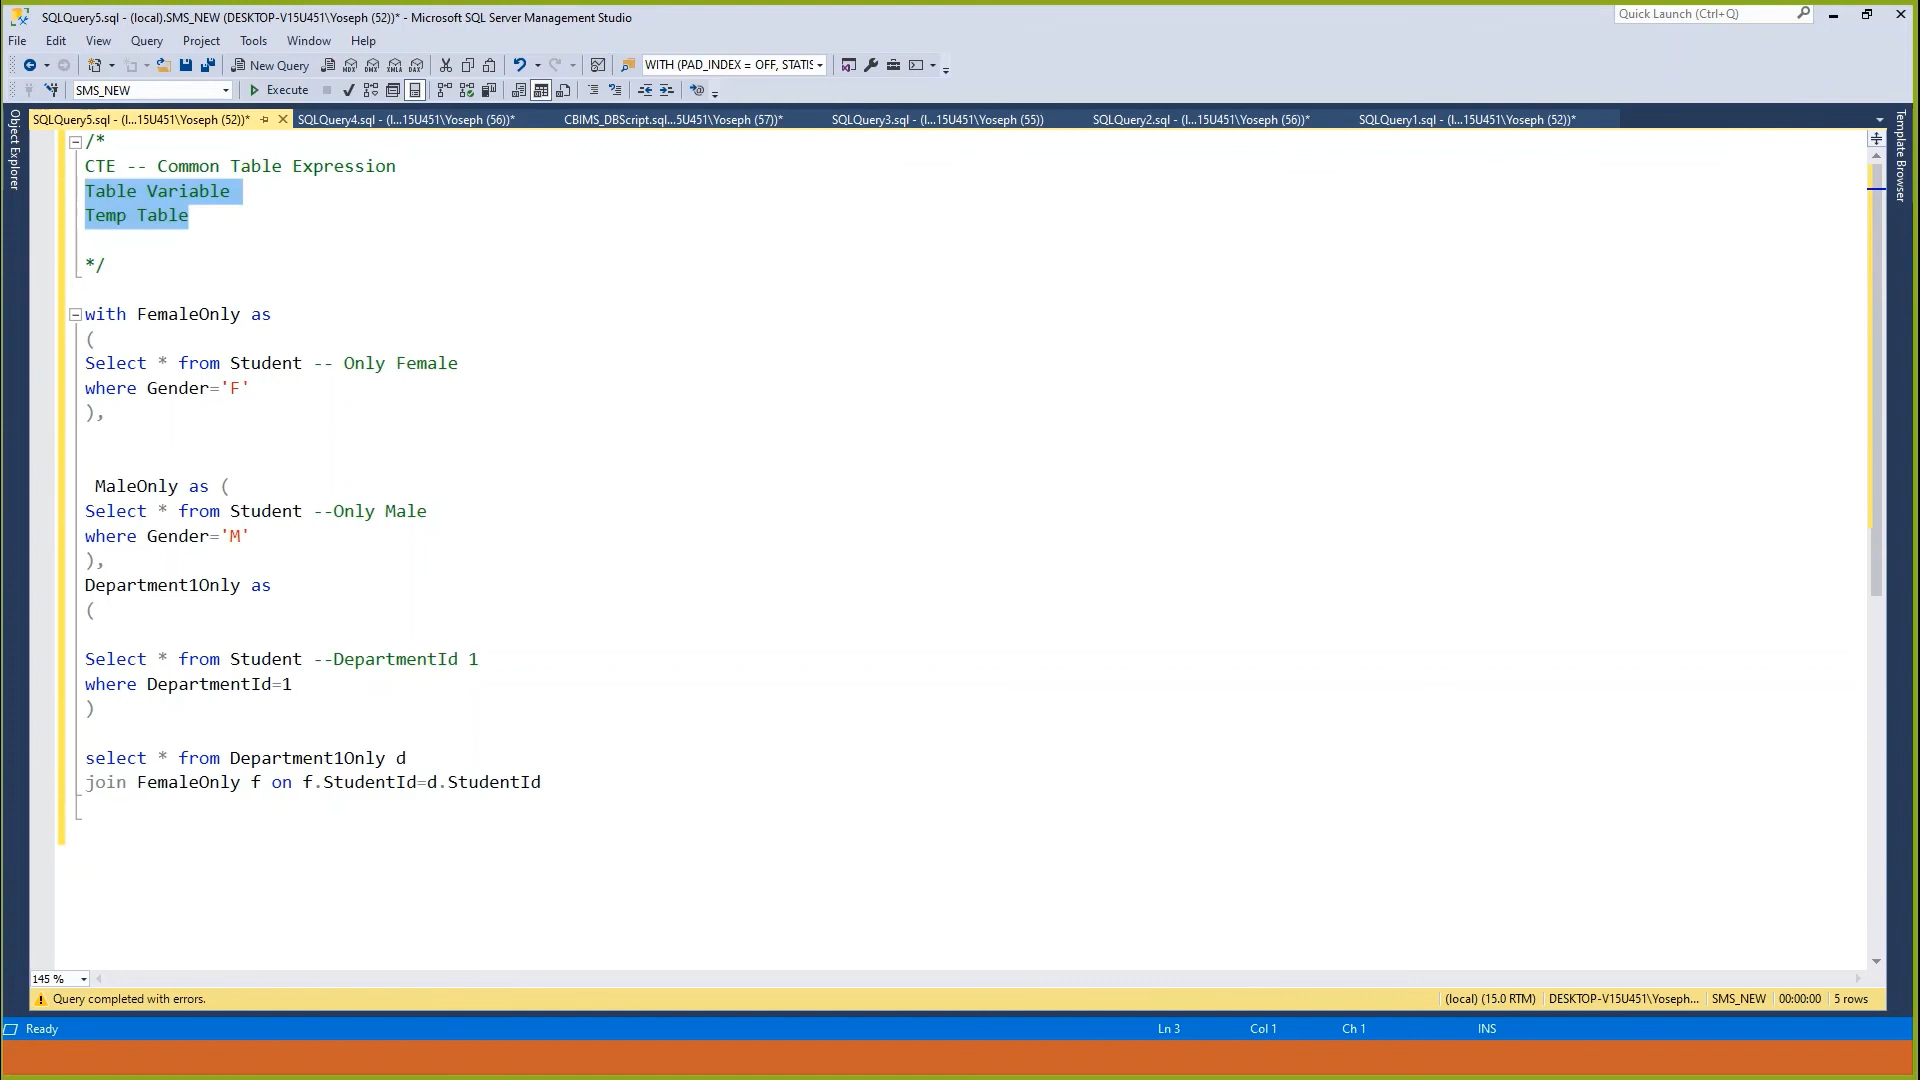 SQLQuery5.sql - (local).SMS_NEW (DESKTOP-V15U451\Yoseph (52))* - Microsoft SQL Server Management Studio
Quick Launch (Ctrl+Q)
File Edit View Query Project Tools Window Help
New Query
MDX DMX XMLA DAX
WITH (PAD_INDEX = OFF, STATIS
SMS_NEW
Execute
SQLQuery5.sql - (l...15U451\Yoseph (52))* SQLQuery4.sql - (l...15U451\Yoseph (56))* CBIMS_DBScript.sql...5U451\Yoseph (57))* SQLQuery3.sql - (l...15U451\Yoseph (55)) SQLQuery2.sql - (l...15U451\Yoseph (56))* SQLQuery1.sql - (l...15U451\Yoseph (52))*
Object Explorer
Template Browser
/*
CTE -- Common Table Expression
Table Variable
Temp Table
*/
with FemaleOnly as
(
Select * from Student -- Only Female
where Gender='F'
),
MaleOnly as (
Select * from Student --Only Male
where Gender='M'
),
Department1Only as
(
Select * from Student --DepartmentId 1
where DepartmentId=1
)
select * from Department1Only d
join FemaleOnly f on f.StudentId=d.StudentId
145 %
Query completed with errors.
(local) (15.0 RTM) DESKTOP-V15U451\Yoseph... SMS_NEW 00:00:00 5 rows
Ready
Ln 3 Col 1 Ch 1 INS